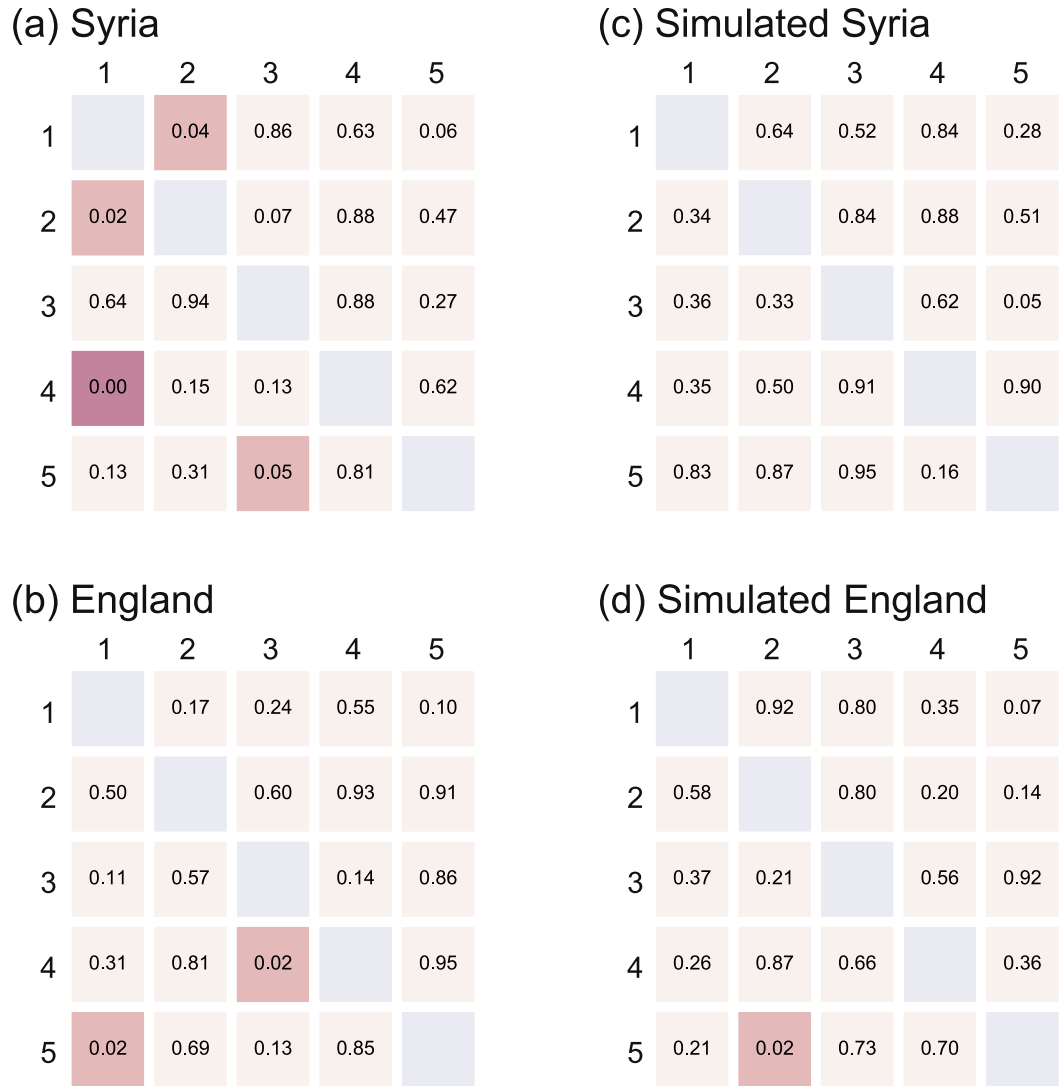 (a) Syria
1 2 3 4 5
1 0.04 0.86 0.63 0.06
2 0.02 0.07 0.88 0.47
3 0.64 0.94 0.88 0.27
4 0.00 0.15 0.13 0.62
5 0.13 0.31 0.05 0.81
(c) Simulated Syria
1 2 3 4 5
1 0.64 0.52 0.84 0.28
2 0.34 0.84 0.88 0.51
3 0.36 0.33 0.62 0.05
4 0.35 0.50 0.91 0.90
5 0.83 0.87 0.95 0.16
(b) England
1 2 3 4 5
1 0.17 0.24 0.55 0.10
2 0.50 0.60 0.93 0.91
3 0.11 0.57 0.14 0.86
4 0.31 0.81 0.02 0.95
5 0.02 0.69 0.13 0.85
(d) Simulated England
1 2 3 4 5
1 0.92 0.80 0.35 0.07
2 0.58 0.80 0.20 0.14
3 0.37 0.21 0.56 0.92
4 0.26 0.87 0.66 0.36
5 0.21 0.02 0.73 0.70